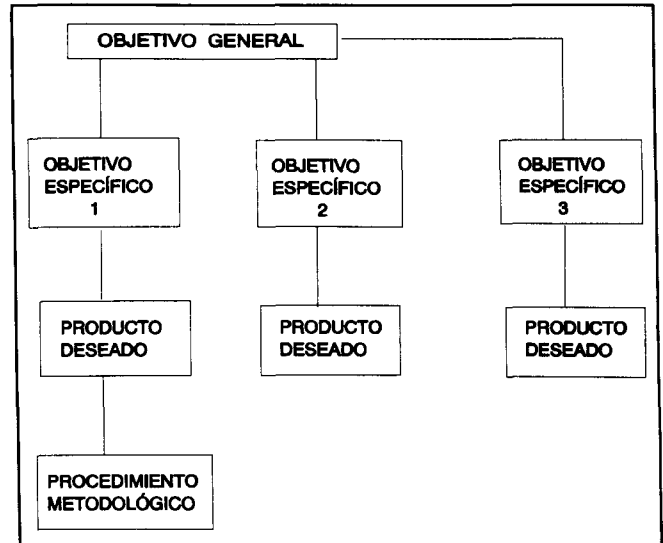 OBJETIVO GENERAL
OBJETIVO
ESPECÍFICO
1
OBJETIVO
ESPECÍFICO
2
OBJETIVO
ESPECÍFICO
3
PRODUCTO
DESEADO
PRODUCTO
DESEADO
PRODUCTO
DESEADO
PROCEDIMIENTO
METODOLÓGICO